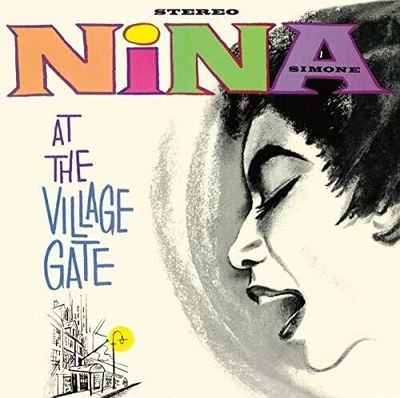 STEREO
NiNA
SIMONE
AT
THE
VILLAGE
GATE